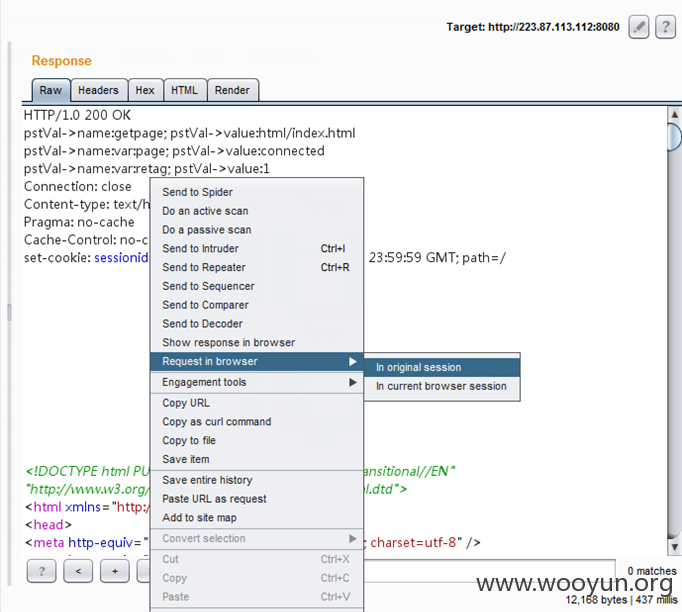 Target: http://223.87.113.112:8080
?
Response
Raw Headers Hex HTML Render
HTTP/1.0 200 OK
pstVal->name:getpage; pstVal->value:html/index.html
pstVal->name:var:page; pstVal->value:connected
pstVal->name:var:retag; pstVal->value:1
Connection: close
Content-type: text/h
Pragma: no-cache
Cache-Control: no-c
set-cookie: sessionid 23:59:59 GMT; path=/
Send to Spider
Do an active scan
Do a passive scan
Send to Intruder Ctrl+I
Send to Repeater Ctrl+R
Send to Sequencer
Send to Comparer
Send to Decoder
Show response in browser
Request in browser
In original session
In current browser session
Engagement tools
Copy URL
Copy as curl command
Copy to file
Save item
Save entire history
Paste URL as request
Add to site map
Convert selection
Cut Ctrl+X
Copy Ctrl+C
Paste Ctrl+V
<!DOCTYPE html PU ansitional//EN"
"http://www.w3.org/ al.dtd">
<html xmlns="http:/
<head>
<meta http-equiv=" ; charset=utf-8" />
? < + 0 matches
www.wooyun.org
12,168 bytes | 437 millis